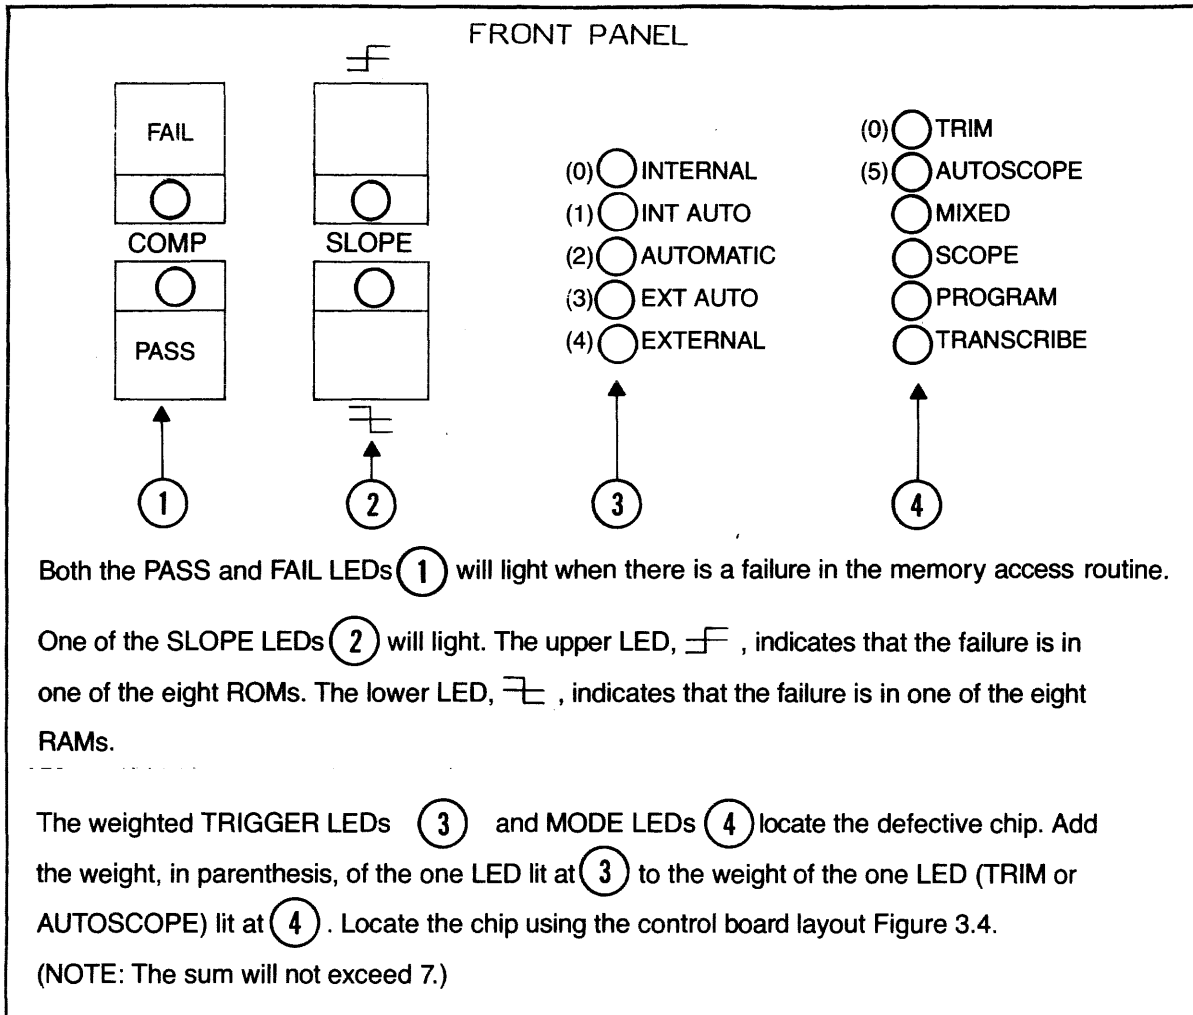 FRONT PANEL
FAIL
COMP
PASS
SLOPE
(0) INTERNAL
(1) INT AUTO
(2) AUTOMATIC
(3) EXT AUTO
(4) EXTERNAL
(0) TRIM
(5) AUTOSCOPE
MIXED
SCOPE
PROGRAM
TRANSCRIBE
1 2 3 4
Both the PASS and FAIL LEDs 1 will light when there is a failure in the memory access routine.
One of the SLOPE LEDs 2 will light. The upper LED, , indicates that the failure is in
one of the eight ROMs. The lower LED, , indicates that the failure is in one of the eight
RAMs.
The weighted TRIGGER LEDs 3 and MODE LEDs 4 locate the defective chip. Add
the weight, in parenthesis, of the one LED lit at 3 to the weight of the one LED (TRIM or
AUTOSCOPE) lit at 4 . Locate the chip using the control board layout Figure 3.4.
(NOTE: The sum will not exceed 7.)